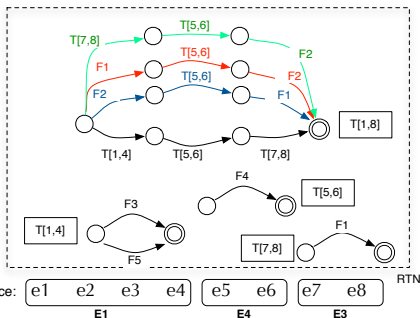 T[5,6]
T[7,8]
F2
T[5,6]
F1
F2
T[5,6]
F2
F1
T[1,8]
T[1,4] T[5,6] T[7,8]
F4
T[5,6]
F3
T[1,4]
F1
T[7,8]
F5
RTN
ce: e1 e2 e3 e4 e5 e6 e7 e8
E1 E4 E3